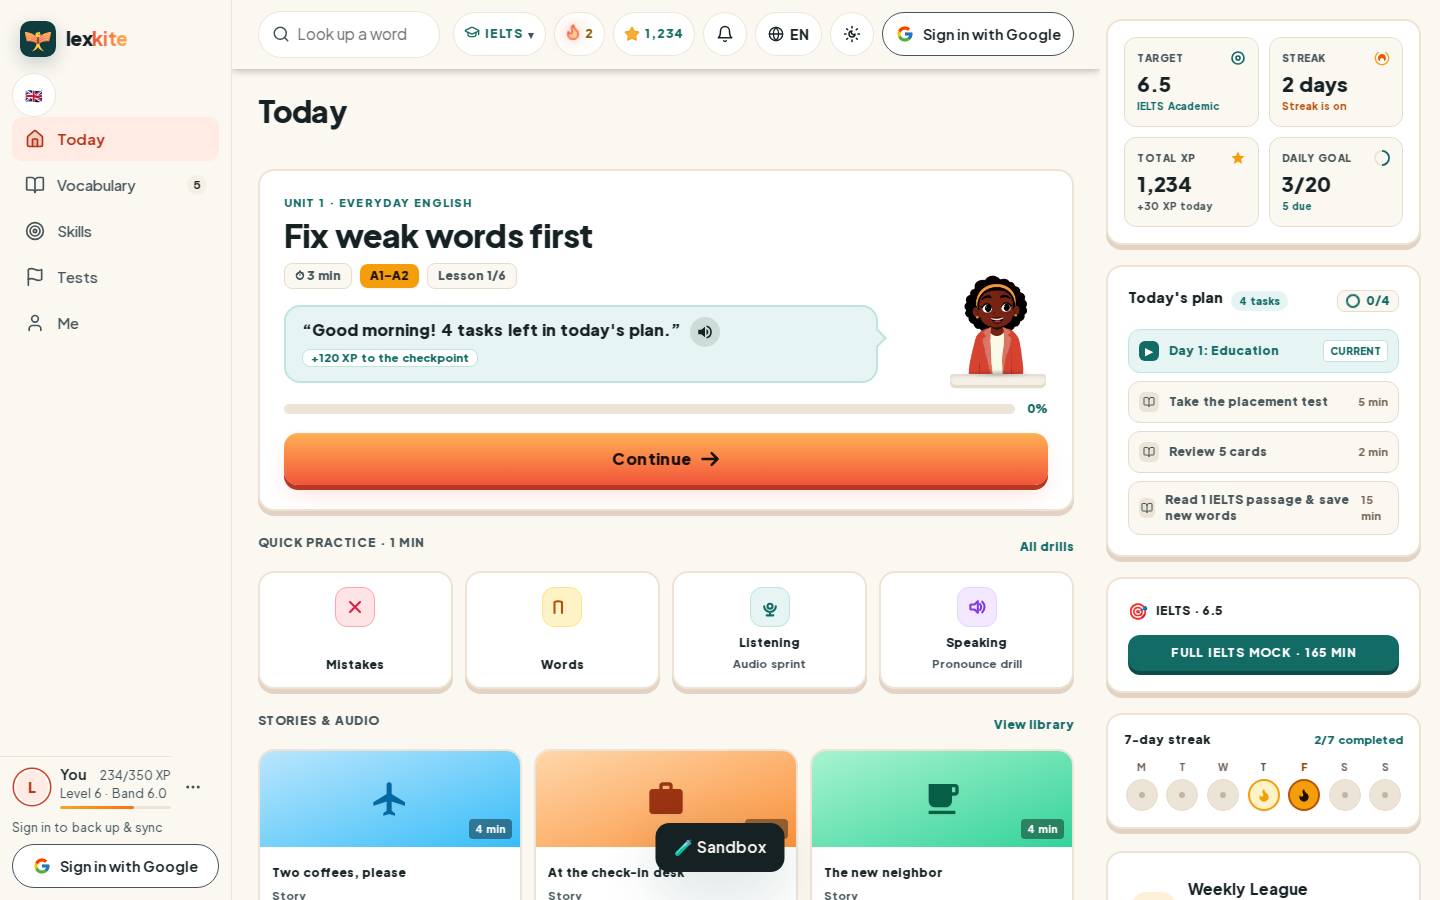 lexkite
Today
Vocabulary 5
Skills
Tests
Me
L
You 234/350 XP
Level 6 · Band 6.0
Sign in to back up & sync
Sign in with Google
Look up a word
IELTS ▾
2
1,234
EN
Sign in with Google
Today
UNIT 1 · EVERYDAY ENGLISH
Fix weak words first
3 min
A1–A2
Lesson 1/6
“Good morning! 4 tasks left in today's plan.”
+120 XP to the checkpoint
0%
Continue →
QUICK PRACTICE · 1 MIN
All drills
Mistakes
Words
Listening
Audio sprint
Speaking
Pronounce drill
STORIES & AUDIO
View library
4 min
4 min
Two coffees, please
Story
At the check-in desk
Story
The new neighbor
Story
Sandbox
TARGET
6.5
IELTS Academic
STREAK
2 days
Streak is on
TOTAL XP
1,234
+30 XP today
DAILY GOAL
3/20
5 due
Today's plan
4 tasks
0/4
Day 1: Education
CURRENT
Take the placement test
5 min
Review 5 cards
2 min
Read 1 IELTS passage & save
new words
15
min
IELTS · 6.5
FULL IELTS MOCK · 165 MIN
7-day streak
2/7 completed
M T W T F S S
Weekly League